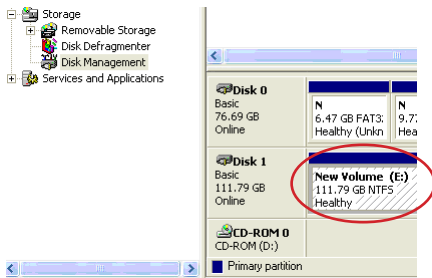 Storage
Removable Storage
Disk Defragmenter
Disk Management
Services and Applications
Disk 0
Basic
76.69 GB
Online
N
6.47 GB FAT3
Healthy (Unkn
N
9.77
Hea
Disk 1
Basic
111.79 GB
Online
New Volume (E:)
111.79 GB NTFS
Healthy
CD-ROM 0
CD-ROM (D:)
Primary partition